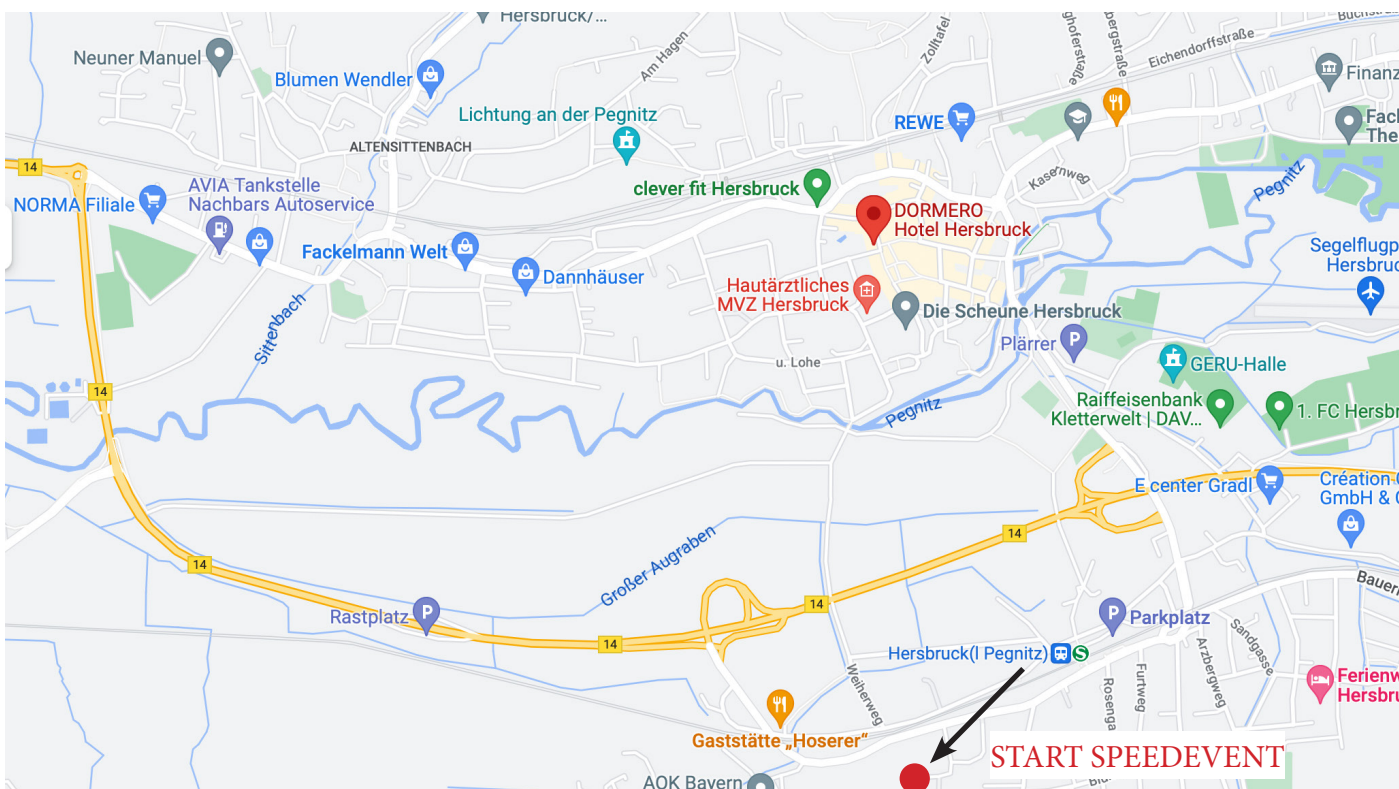 Hersbruck/...
Neuner Manuel
Blumen Wendler
Am Hagen
Zolltafel
Eichendorffstraße
Finanz
Lichtung an der Pegnitz
REWE
ALTENSITTENBACH
14
AVIA Tankstelle
Nachbars Autoservice
NORMA Filiale
clever fit Hersbruck
Kasernweg
Pegnitz
DORMERO
Hotel Hersbruck
Fackelmann Welt
Dannhäuser
Hautärztliches
MVZ Hersbruck
Die Scheune Hersbruck
Segelflugp
Hersbruc
Sittenbach
Plärrer
P
u. Lohe
GERU-Halle
14
Pegnitz
Raiffeisenbank
Kletterwelt | DAV...
1. FC Hersbr
E center Gradl
Création
GmbH &
14
Großer Augraben
14
14
Rastplatz
P
14
P
Parkplatz
Bauer
Hersbruck(l Pegnitz)
S
Weiherweg
Rosenga
Furtweg
Arzbergweg
Sandgasse
Ferienw
Hersbru
Gaststätte „Hoserer“
START SPEEDEVENT
AOK Bayern